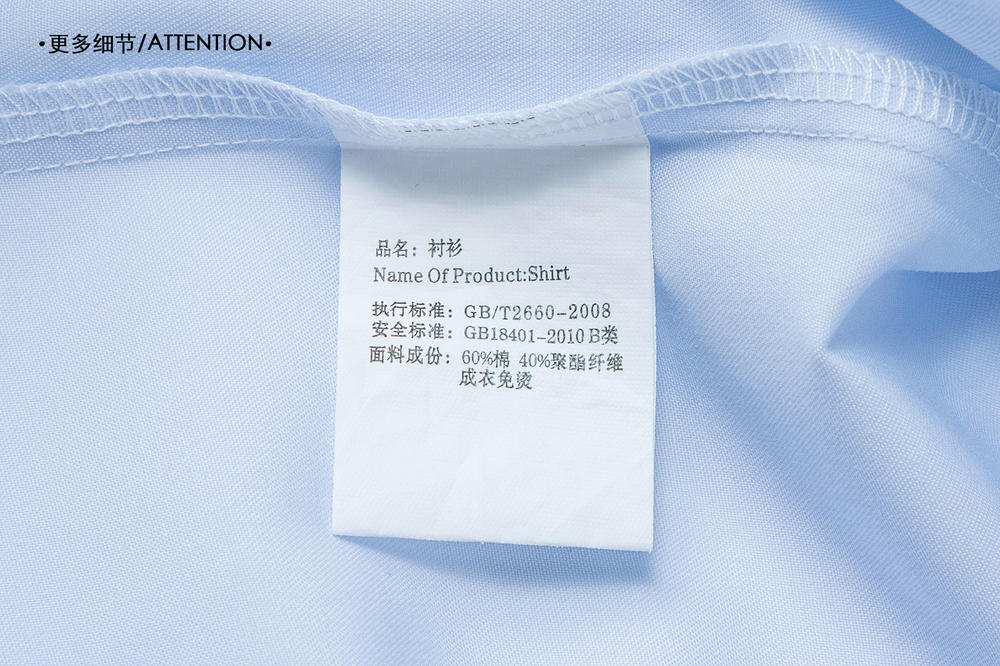 •更多细节/ATTENTION•
品名：衬衫
Name Of Product:Shirt
执行标准：GB/T2660-2008
安全标准：GB18401-2010 B类
面料成份：60%棉 40%聚酯纤维
成衣免烫